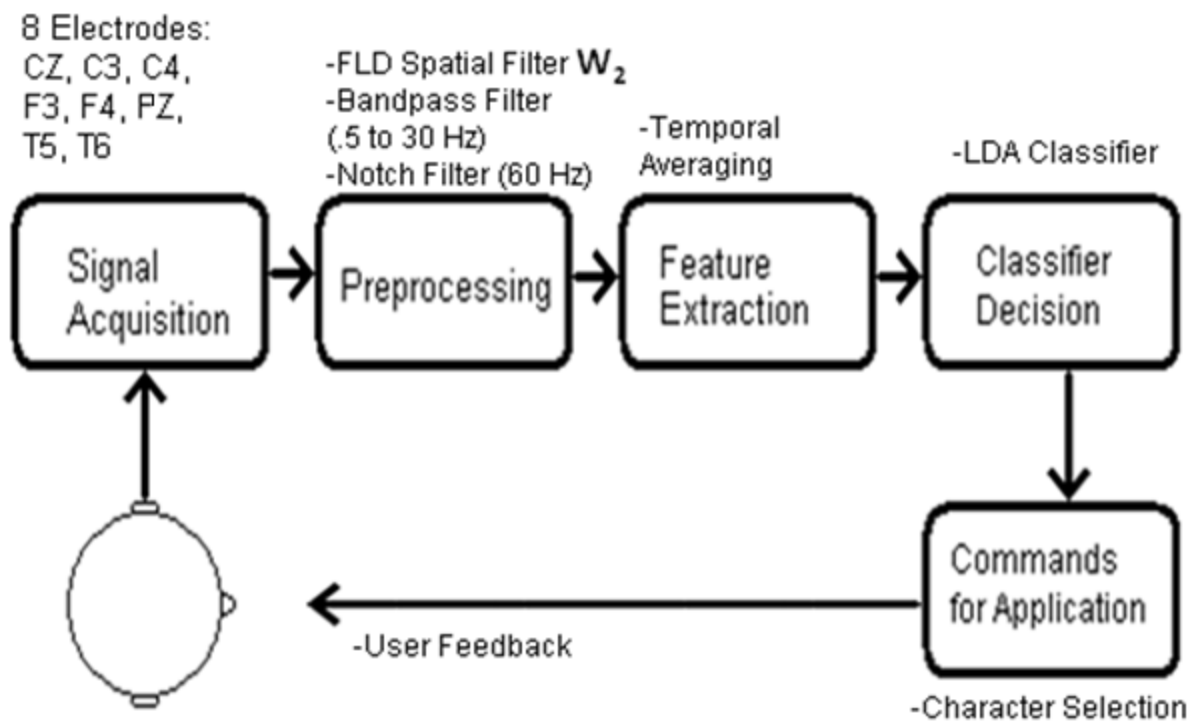 8 Electrodes:
CZ, C3, C4,
F3, F4, PZ,
T5, T6
-FLD Spatial Filter W₂
-Bandpass Filter
(.5 to 30 Hz)
-Notch Filter (60 Hz)
-Temporal
Averaging
-LDA Classifier
Signal
Acquisition
Preprocessing
Feature
Extraction
Classifier
Decision
Commands
for Application
-User Feedback
-Character Selection